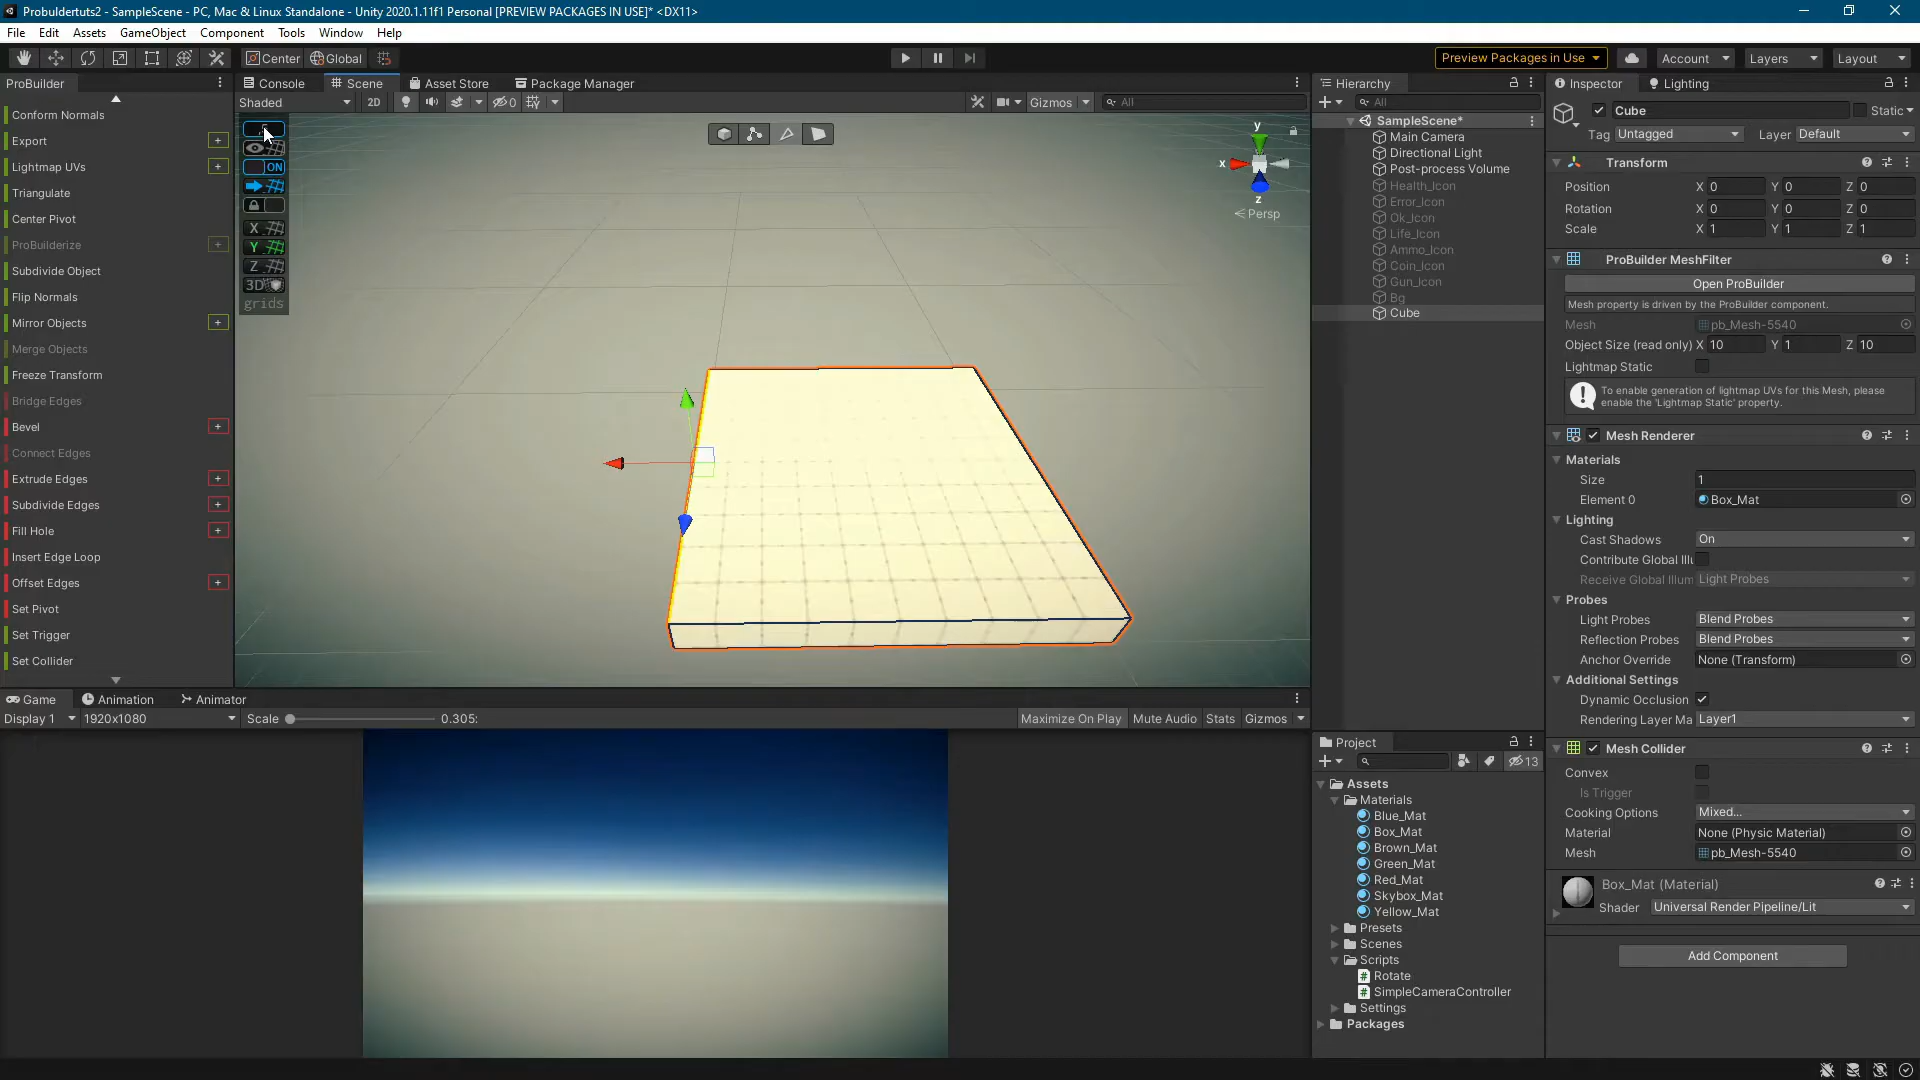 Probuldertuts2 - SampleScene - PC, Mac & Linux Standalone - Unity 2020.1.11f1 Personal [PREVIEW PACKAGES IN USE]* <DX11>
File Edit Assets GameObject Component Tools Window Help
Center Global Preview Packages in Use Account Layers Layout
ProBuilder
Conform Normals
Export +
Lightmap UVs +
Triangulate
Center Pivot
ProBuilderize +
Subdivide Object
Flip Normals
Mirror Objects +
Merge Objects
Freeze Transform
Bridge Edges
Bevel +
Connect Edges
Extrude Edges +
Subdivide Edges +
Fill Hole +
Insert Edge Loop
Offset Edges +
Set Pivot
Set Trigger
Set Collider
Console Scene Asset Store Package Manager
Shaded 2D 0 Gizmos All
ON
X
Y
Z
3D
grids
y
x
z
Persp
Game Animation Animator
Display 1 1920x1080 Scale 0.305: Maximize On Play Mute Audio Stats Gizmos
Hierarchy
+ All
SampleScene*
Main Camera
Directional Light
Post-process Volume
Health_Icon
Error_Icon
Ok_Icon
Life_Icon
Ammo_Icon
Coin_Icon
Gun_Icon
Bg
Cube
Project
+ 13
Assets
Materials
Blue_Mat
Box_Mat
Brown_Mat
Green_Mat
Red_Mat
Skybox_Mat
Yellow_Mat
Presets
Scenes
Scripts
Rotate
SimpleCameraController
Settings
Packages
Inspector Lighting
Cube Static
Tag Untagged Layer Default
Transform
Position X 0 Y 0 Z 0
Rotation X 0 Y 0 Z 0
Scale X 1 Y 1 Z 1
ProBuilder MeshFilter
Open ProBuilder
Mesh property is driven by the ProBuilder component.
Mesh pb_Mesh-5540
Object Size (read only) X 10 Y 1 Z 10
Lightmap Static
To enable generation of lightmap UVs for this Mesh, please
enable the 'Lightmap Static' property.
Mesh Renderer
Materials
Size 1
Element 0 Box_Mat
Lighting
Cast Shadows On
Contribute Global Illu
Receive Global Illum Light Probes
Probes
Light Probes Blend Probes
Reflection Probes Blend Probes
Anchor Override None (Transform)
Additional Settings
Dynamic Occlusion
Rendering Layer Ma Layer1
Mesh Collider
Convex
Is Trigger
Cooking Options Mixed...
Material None (Physic Material)
Mesh pb_Mesh-5540
Box_Mat (Material)
Shader Universal Render Pipeline/Lit
Add Component